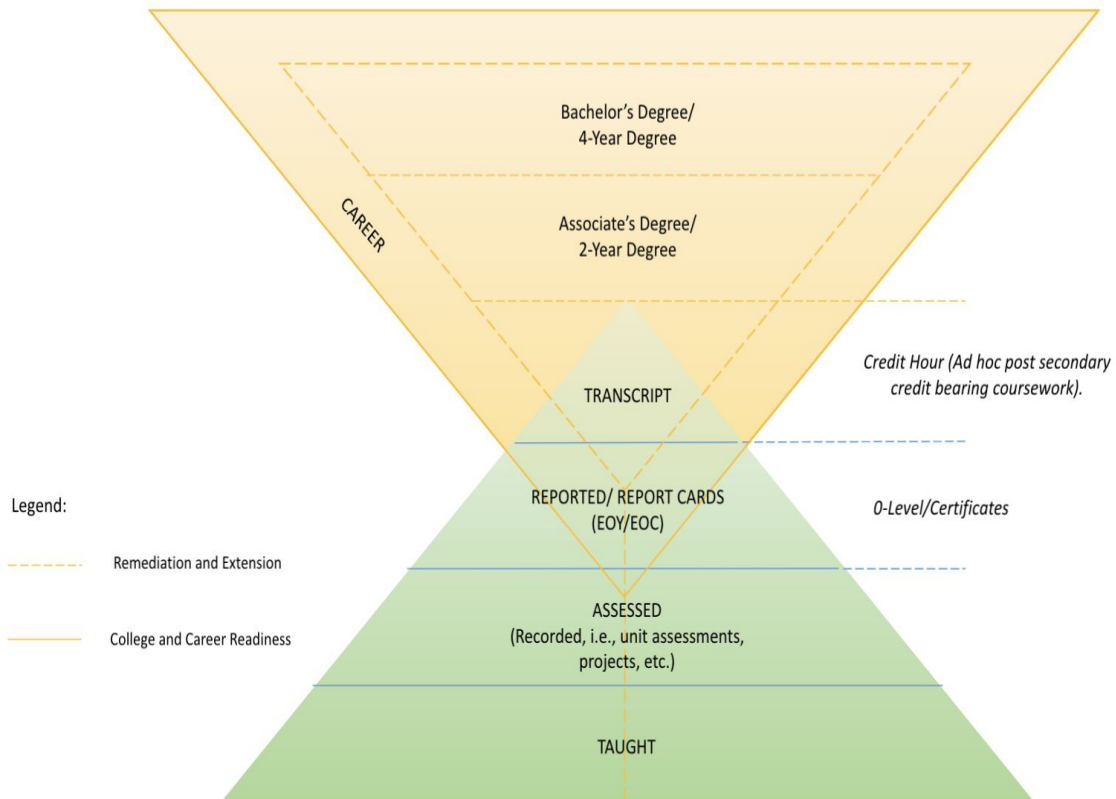 Bachelor’s Degree/
4-Year Degree
CAREER
Associate’s Degree/
2-Year Degree
Credit Hour (Ad hoc post secondary
credit bearing coursework).
TRANSCRIPT
REPORTED/ REPORT CARDS
(EOY/EOC)
0-Level/Certificates
Legend:
Remediation and Extension
College and Career Readiness
ASSESSED
(Recorded, i.e., unit assessments,
projects, etc.)
TAUGHT